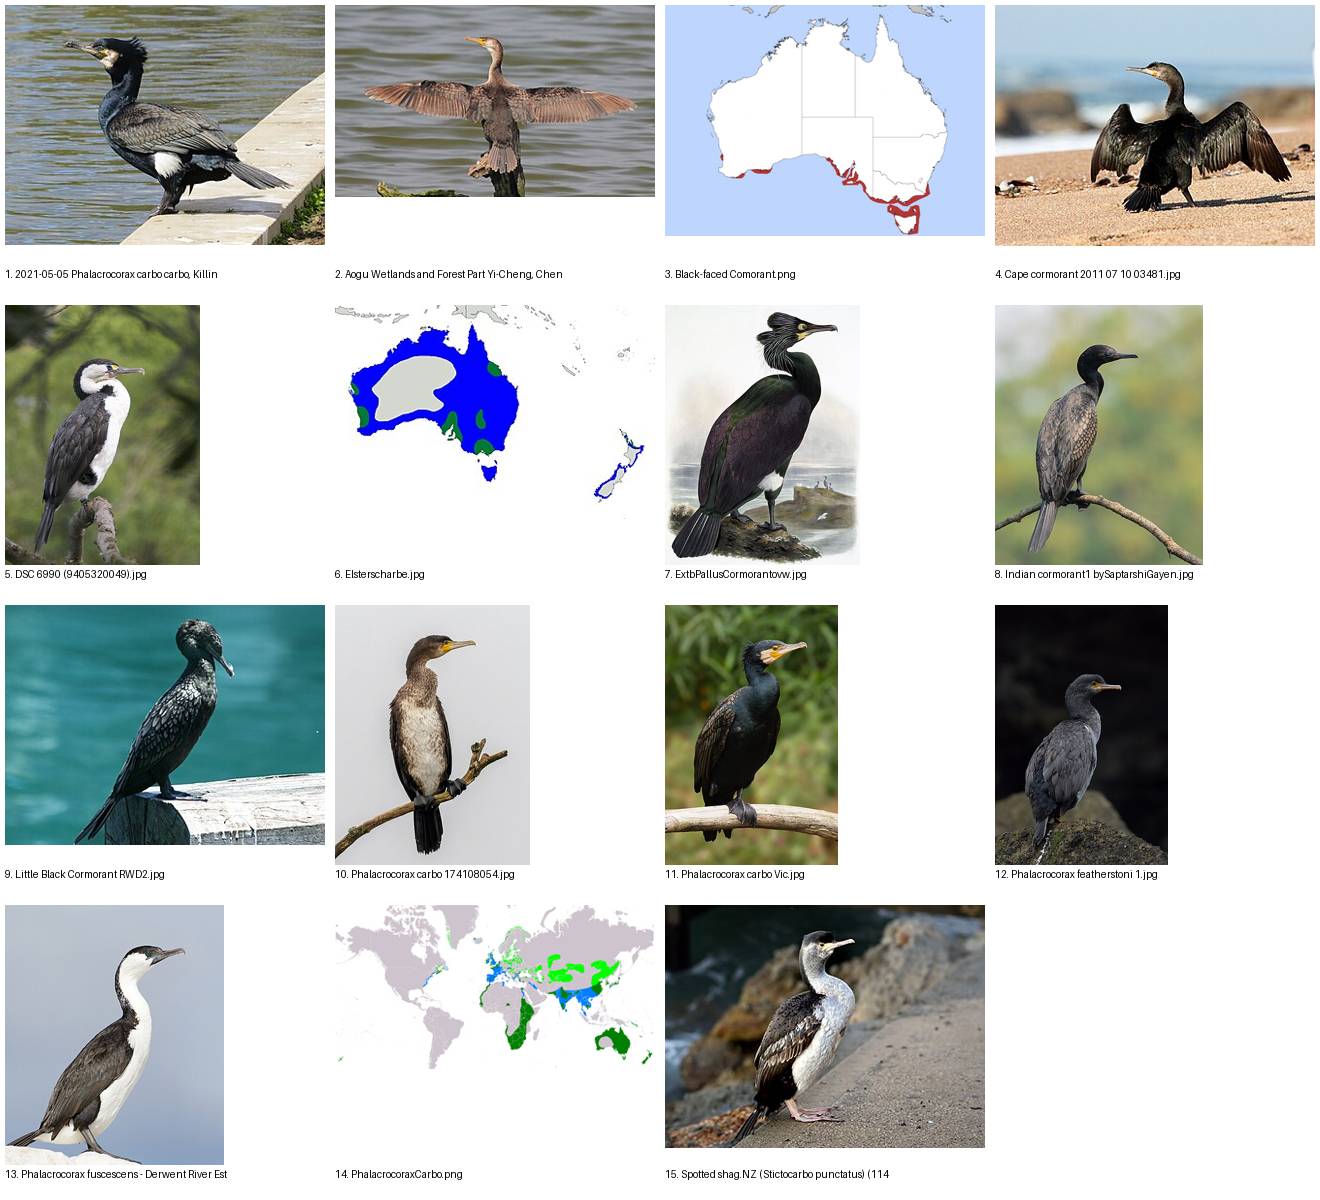 1. 2021-05-05 Phalacrocorax carbo carbo, Killin
2. Aogu Wetlands and Forest Part Yi-Cheng, Chen
3. Black-faced Comorant.png
4. Cape cormorant 2011 07 10 03481.jpg
5. DSC 6990 (9405320049).jpg
6. Elsterscharbe.jpg
7. ExtbPallusCormorantovw.jpg
8. Indian cormorant1 bySaptarshiGayen.jpg
9. Little Black Cormorant RWD2.jpg
10. Phalacrocorax carbo 174108054.jpg
11. Phalacrocorax carbo Vic.jpg
12. Phalacrocorax featherstoni 1.jpg
13. Phalacrocorax fuscescens - Derwent River Est
14. PhalacrocoraxCarbo.png
15. Spotted shag.NZ (Stictocarbo punctatus) (114